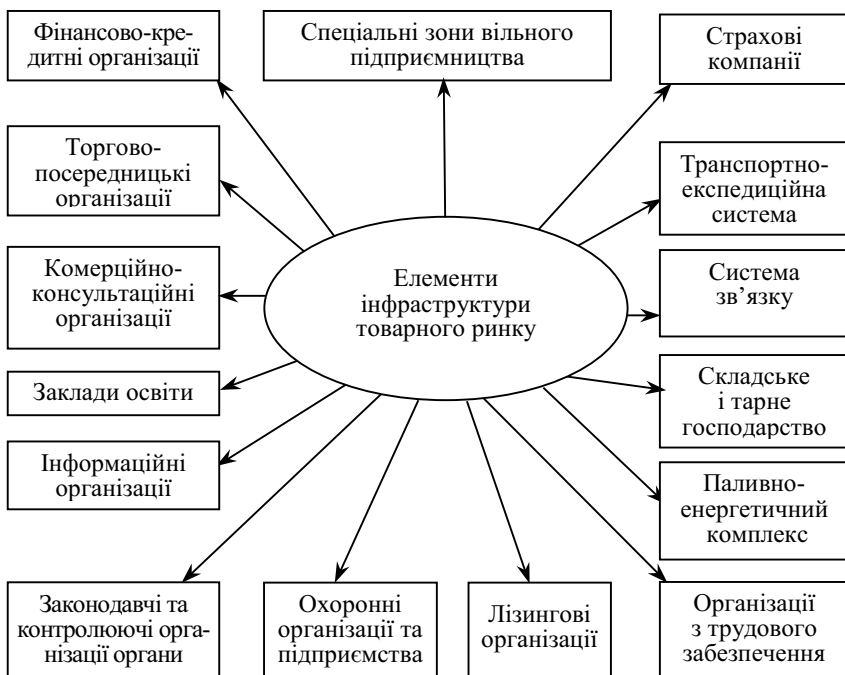 Фінансово-кре-
дитні організації
Спеціальні зони вільного
підприємництва
Страхові
компанії
Торгово-
посередницькі
організації
Транспортно-
експедиційна
система
Комерційно-
консультаційні
організації
Елементи
інфраструктури
товарного ринку
Система
зв’язку
Заклади освіти
Складське
і тарне
господарство
Інформаційні
організації
Паливно-
енергетичний
комплекс
Законодавчі та
контролюючі орга-
нізації органи
Охоронні
організації та
підприємства
Лізингові
організації
Організації
з трудового
забезпечення